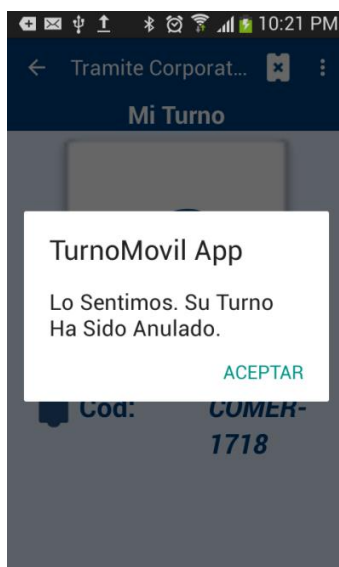 10:21 PM
Tramite Corporat...
Mi Turno
TurnoMovil App
Lo Sentimos. Su Turno
Ha Sido Anulado.
ACEPTAR
Cod: COMER-
1718